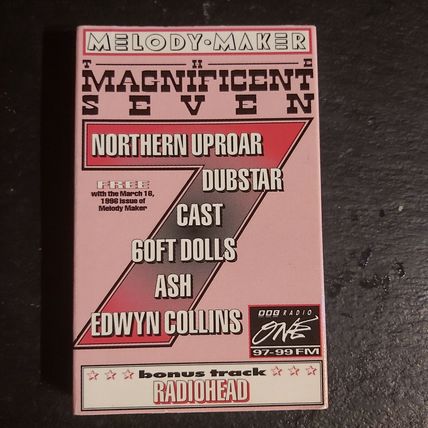 MELODY•MAKER
THE
MAGNIFICENT
SEVEN
NORTHERN UPROAR
DUBSTAR
FREE
with the March 16,
1996 issue of
Melody Maker
CAST
60FT DOLLS
ASH
EDWYN COLLINS
BBC RADIO
ONE
97-99 FM
bonus track
RADIOHEAD